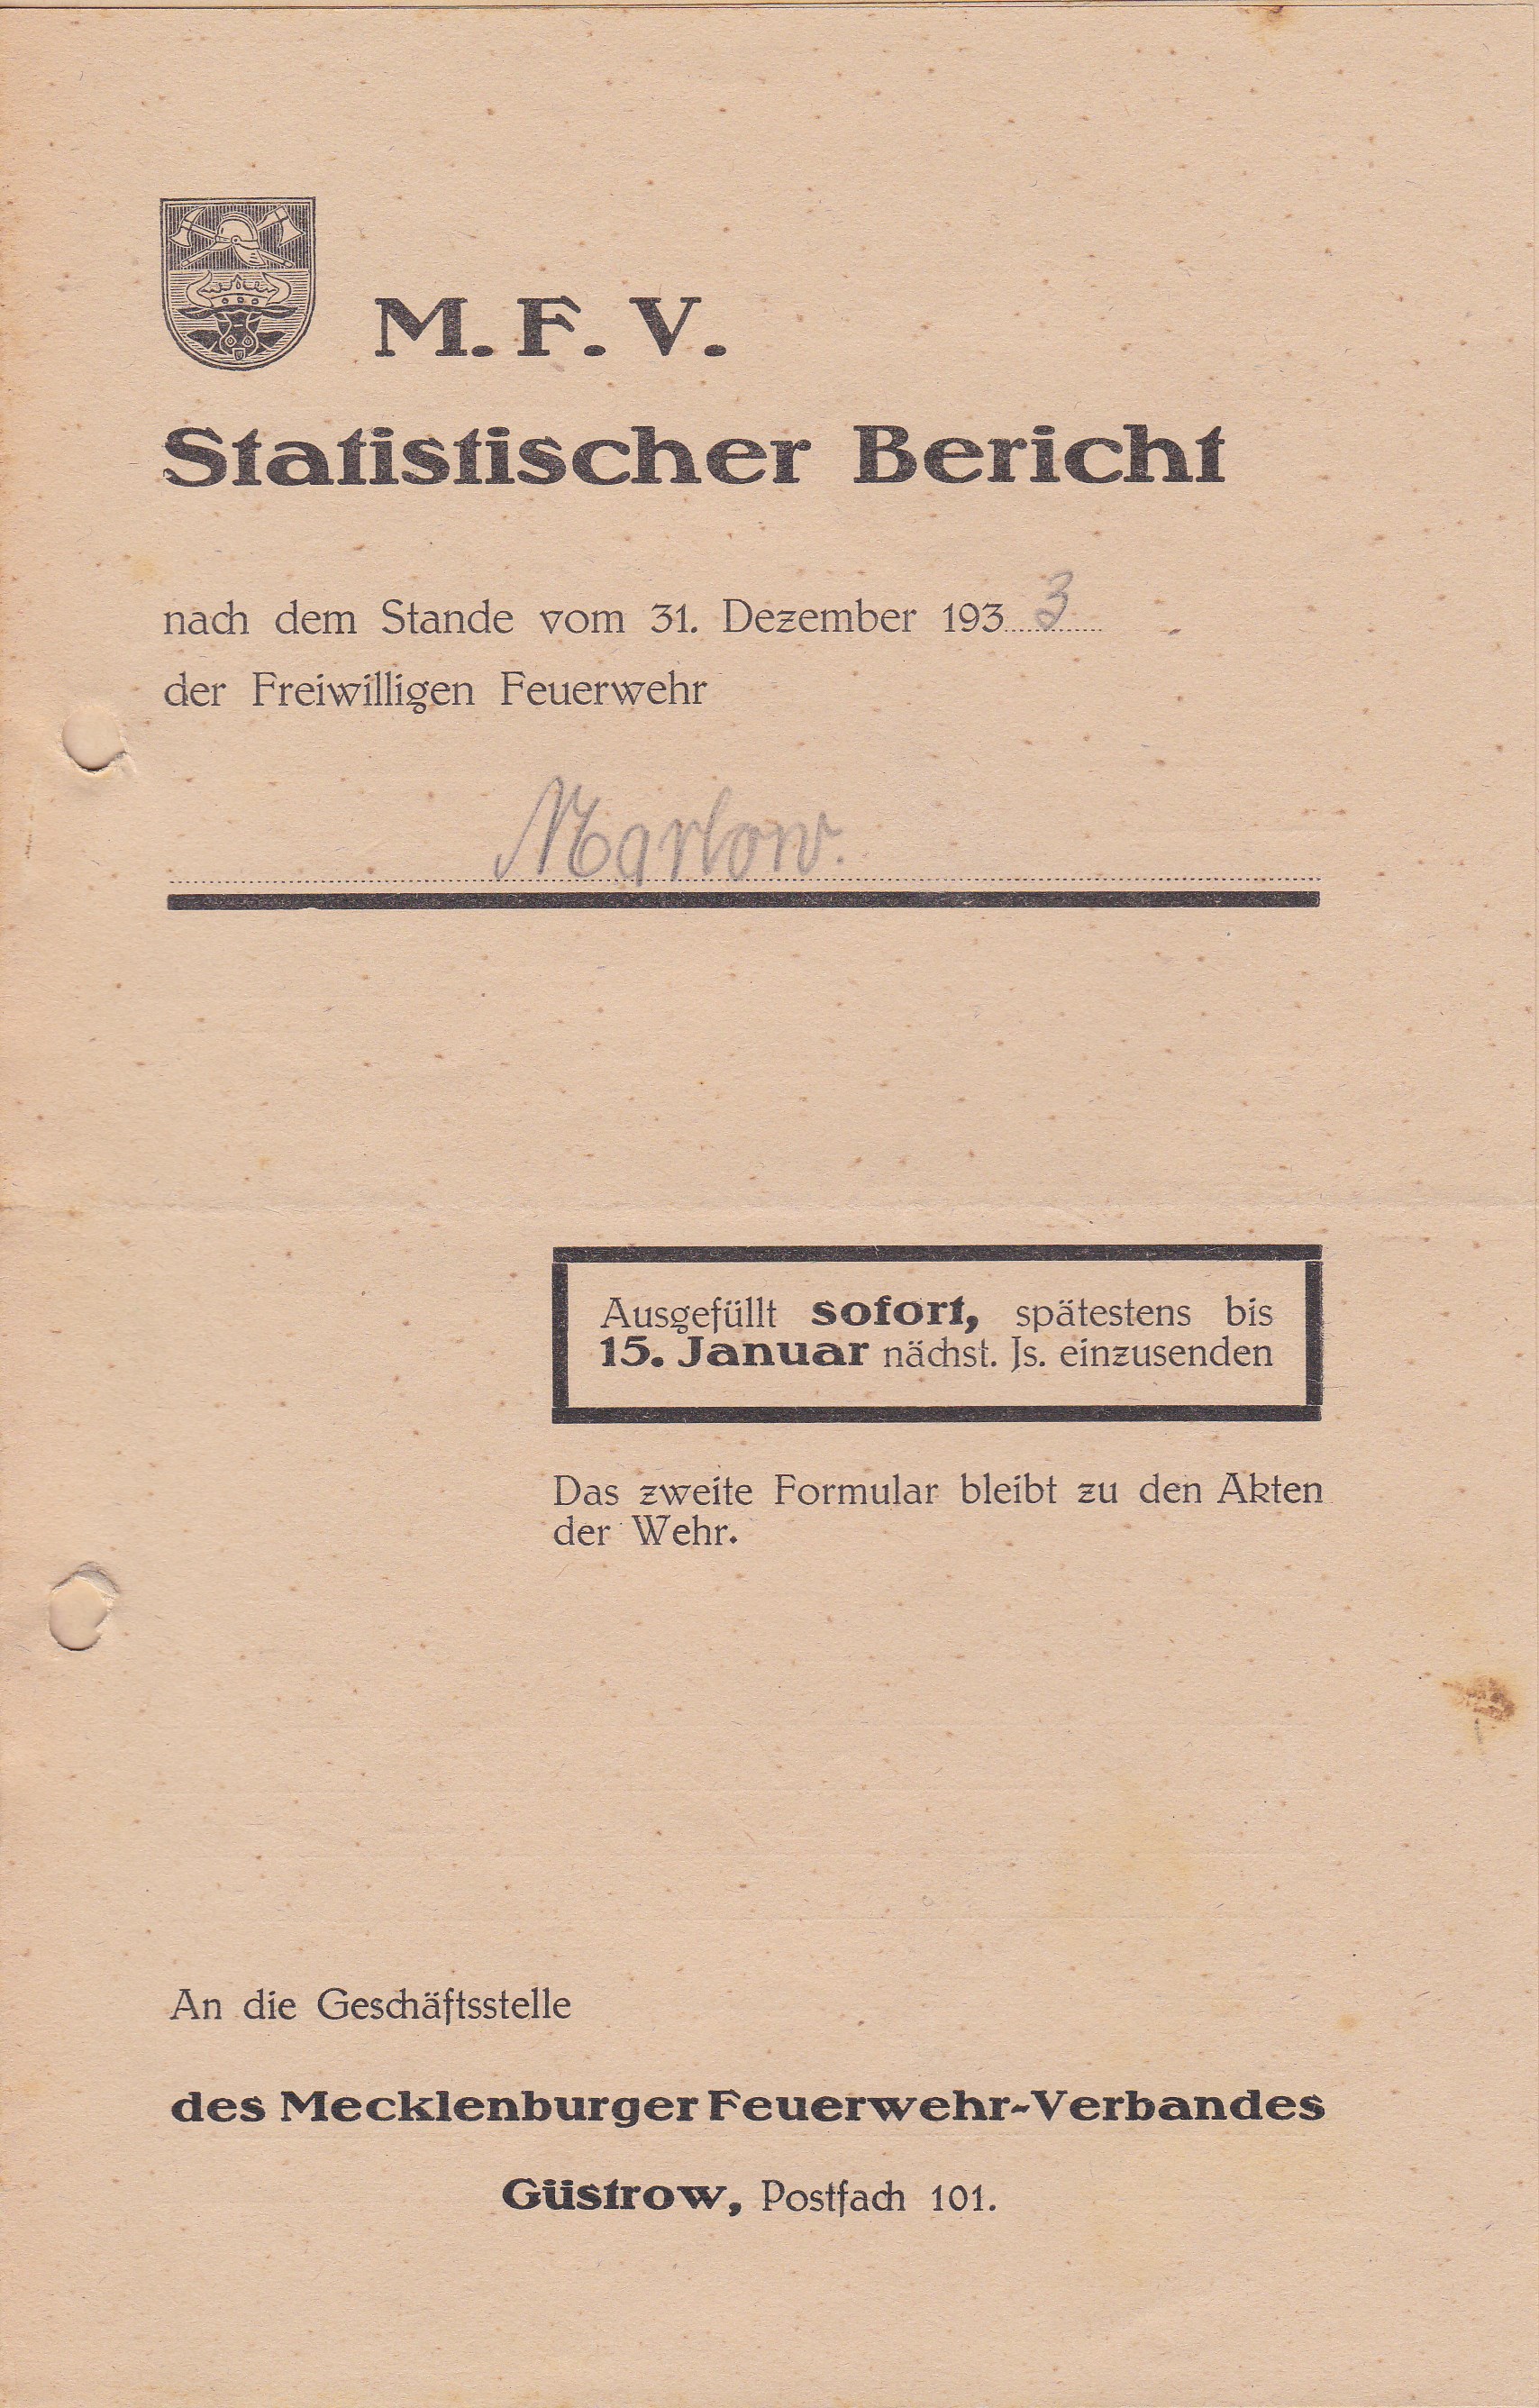 M. F. V.
Statistischer Bericht
nach dem Stande vom 31. Dezember 1933
der Freiwilligen Feuerwehr
Marlow.
Ausgefüllt sofort, spätestens bis
15. Januar nächst. Js. einzusenden
Das zweite Formular bleibt zu den Akten
der Wehr.
An die Geschäftsstelle
des Mecklenburger Feuerwehr-Verbandes
Güstrow, Postfach 101.